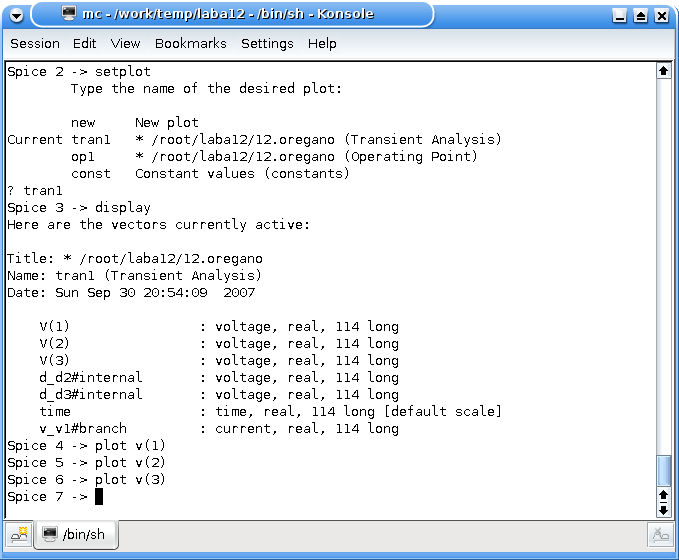 mc - /work/temp/laba12 - /bin/sh - Konsole
Session Edit View Bookmarks Settings Help
Spice 2 -> setplot
        Type the name of the desired plot:

        new     New plot
Current tran1   * /root/laba12/12.oregano (Transient Analysis)
        op1     * /root/laba12/12.oregano (Operating Point)
        const   Constant values (constants)
? tran1
Spice 3 -> display
Here are the vectors currently active:

Title: * /root/laba12/12.oregano
Name: tran1 (Transient Analysis)
Date: Sun Sep 30 20:54:09  2007

    V(1)                : voltage, real, 114 long
    V(2)                : voltage, real, 114 long
    V(3)                : voltage, real, 114 long
    d_d2#internal       : voltage, real, 114 long
    d_d3#internal       : voltage, real, 114 long
    time                : time, real, 114 long [default scale]
    v_v1#branch         : current, real, 114 long
Spice 4 -> plot v(1)
Spice 5 -> plot v(2)
Spice 6 -> plot v(3)
Spice 7 ->
/bin/sh